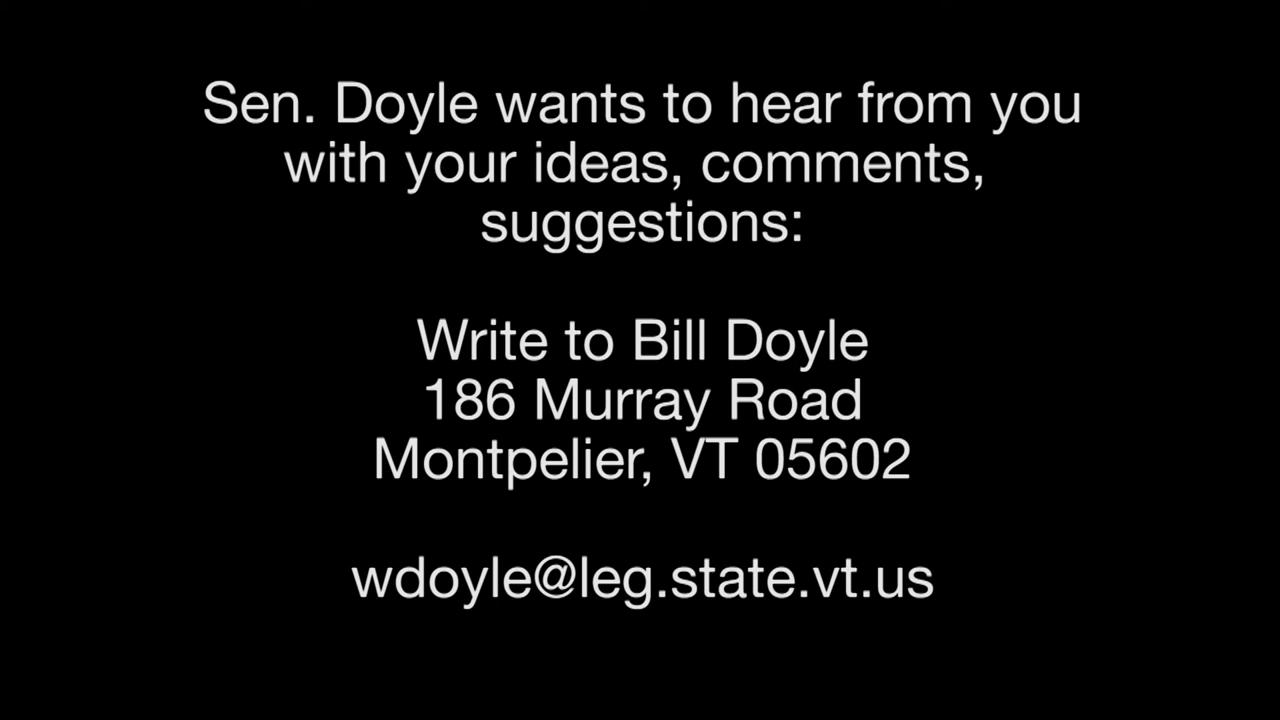 Sen. Doyle wants to hear from you
with your ideas, comments,
suggestions:
Write to Bill Doyle
186 Murray Road
Montpelier, VT 05602
wdoyle@leg.state.vt.us